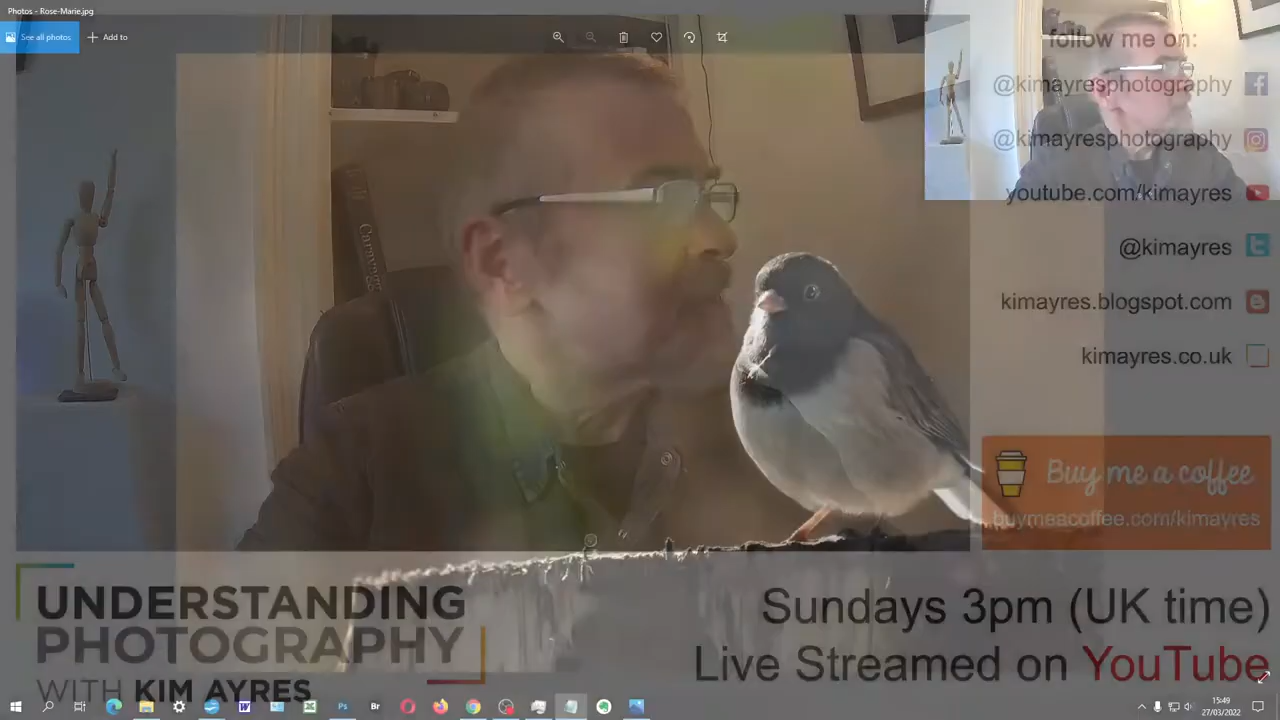 Photos - Rose-Marie.jpg
See all photos
Add to
follow me on:
@kimayresphotography
@kimayresphotography
youtube.com/kimayres
@kimayres
kimayres.blogspot.com
kimayres.co.uk
Buy me a coffee
buymeacoffee.com/kimayres
UNDERSTANDING
PHOTOGRAPHY
WITH KIM AYRES
Sundays 3pm (UK time)
Live Streamed on YouTube
15:49
27/03/2022